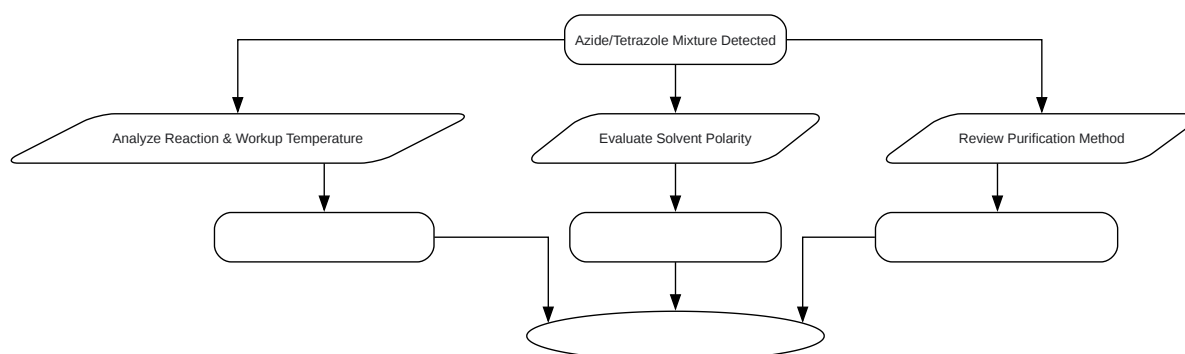 Azide/Tetrazole Mixture Detected
Analyze Reaction & Workup Temperature
Evaluate Solvent Polarity
Review Purification Method